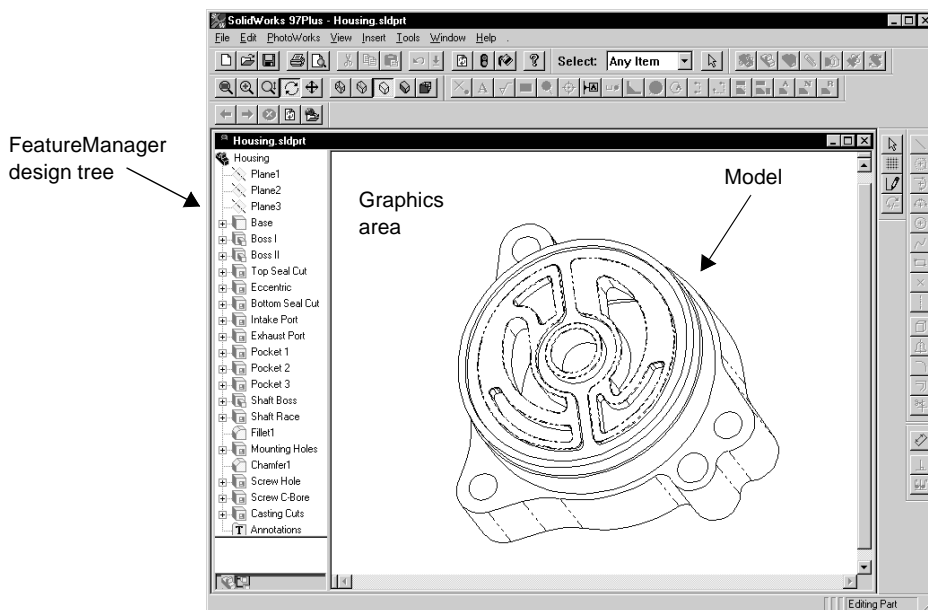 SolidWorks 97Plus - Housing.sldprt
File Edit PhotoWorks View Insert Tools Window Help
Select: Any Item
FeatureManager
design tree
Housing.sldprt
Housing
Plane1
Plane2
Plane3
Base
Boss I
Boss II
Top Seal Cut
Eccentric
Bottom Seal Cut
Intake Port
Exhaust Port
Pocket 1
Pocket 2
Pocket 3
Shaft Boss
Shaft Race
Fillet1
Mounting Holes
Chamfer1
Screw Hole
Screw C-Bore
Casting Cuts
T Annotations
Graphics
area
Model
Editing Part